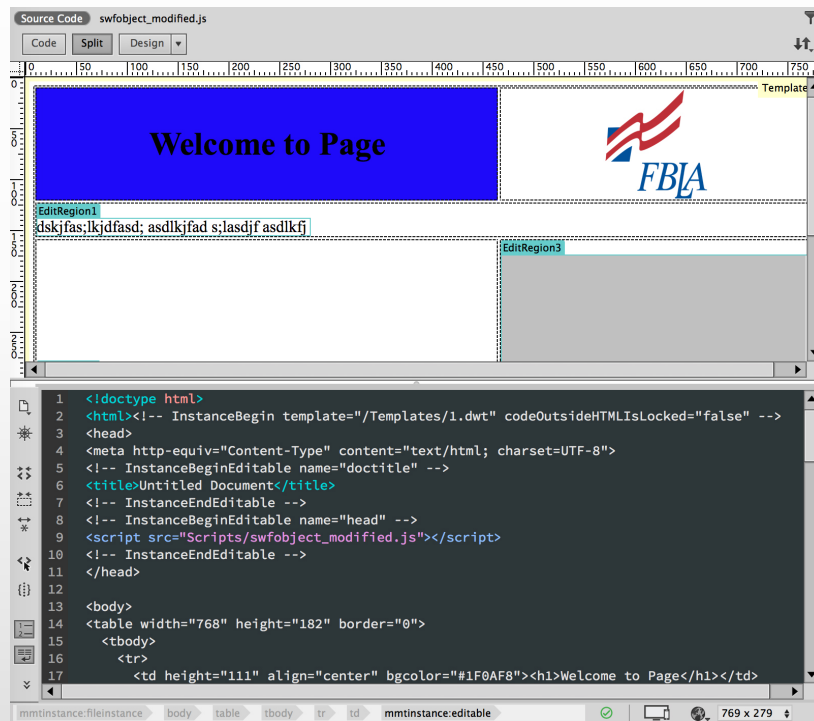 Source Code swfobject_modified.js
Code Split Design
0 50 100 150 200 250 300 350 400 450 500 550 600 650 700 750
Template
0
50
100
150
200
250
Welcome to Page
FBLA
EditRegion1
dskjfas;lkjdfasd; asdlkjfad s;lasdjf asdlkfj
EditRegion3
1 <!doctype html>
2 <html><!-- InstanceBegin template="/Templates/1.dwt" codeOutsideHTMLIsLocked="false" -->
3 <head>
4 <meta http-equiv="Content-Type" content="text/html; charset=UTF-8">
5 <!-- InstanceBeginEditable name="doctitle" -->
6 <title>Untitled Document</title>
7 <!-- InstanceEndEditable -->
8 <!-- InstanceBeginEditable name="head" -->
9 <script src="Scripts/swfobject_modified.js"></script>
10 <!-- InstanceEndEditable -->
11 </head>
12
13 <body>
14 <table width="768" height="182" border="0">
15 <tbody>
16 <tr>
17 <td height="111" align="center" bgcolor="#1F0AF8"><h1>Welcome to Page</h1></td>
mmtinstance:fileinstance body table tbody tr td mmtinstance:editable 769 x 279